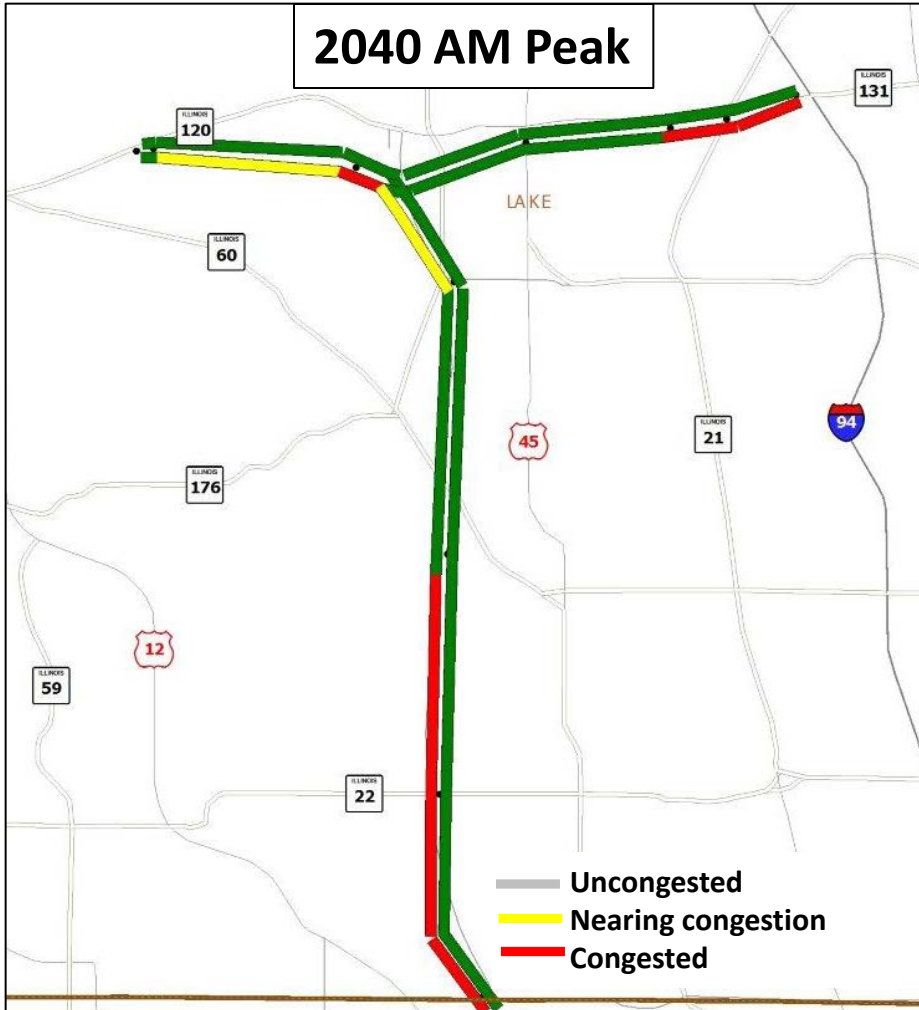 2040 AM Peak
ILLINOIS
131
ILLINOIS
120
LAKE
ILLINOIS
60
94
45
ILLINOIS
21
ILLINOIS
176
12
ILLINOIS
59
ILLINOIS
22
Uncongested
Nearing congestion
Congested